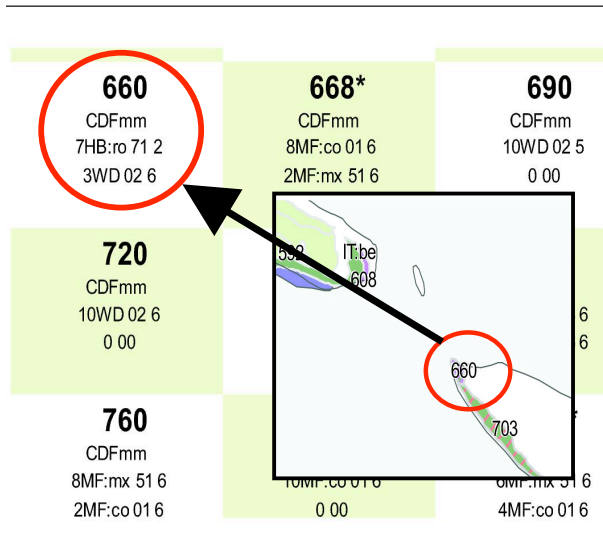 660
CDFmm
7HB:ro 71 2
3WD 02 6
668*
CDFmm
8MF:co 01 6
2MF:mx 51 6
690
CDFmm
10WD 02 5
0 00
720
CDFmm
10WD 02 6
0 00
6
6
592 IT:be
608
660
703
760
CDFmm
8MF:mx 51 6
2MF:co 01 6
10MF:co 01 6
0 00
6MF:mx 51 6
4MF:co 01 6